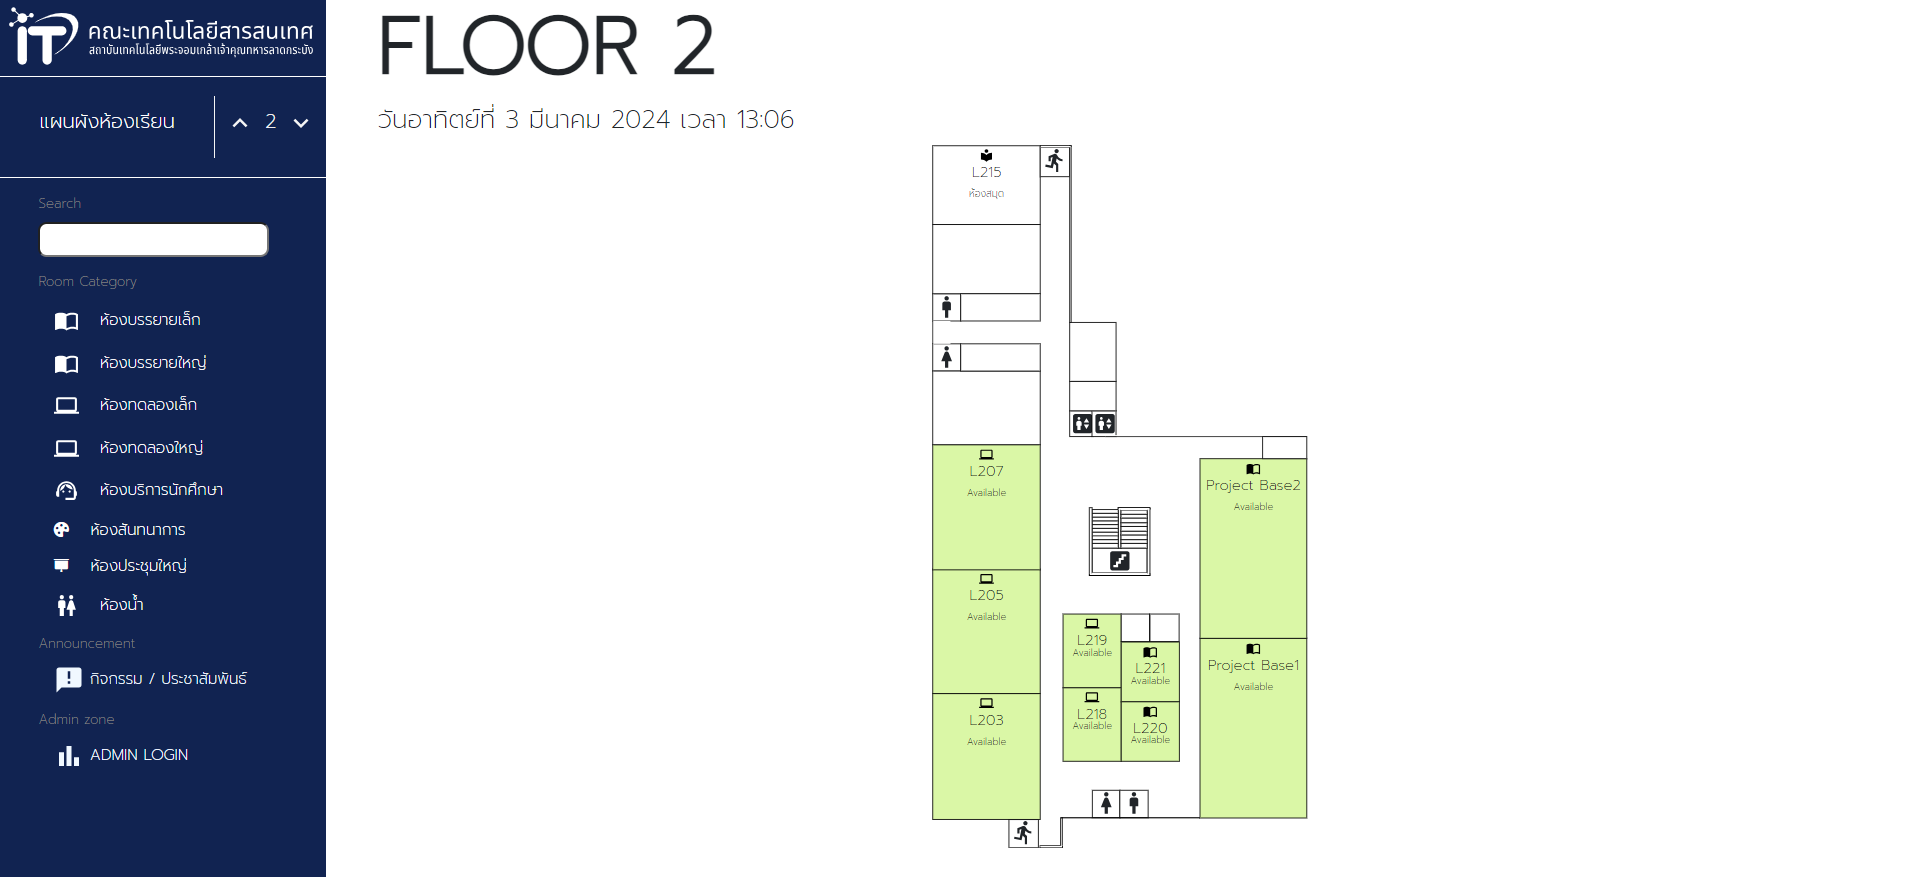 iT คณะเทคโนโลยีสารสนเทศ
สถาบันเทคโนโลยีพระจอมเกล้าเจ้าคุณทหารลาดกระบัง
แผนผังห้องเรียน
2
Search
Room Category
ห้องบรรยายเล็ก
ห้องบรรยายใหญ่
ห้องทดลองเล็ก
ห้องทดลองใหญ่
ห้องบริการนักศึกษา
ห้องสันทนาการ
ห้องประชุมใหญ่
ห้องน้ำ
Announcement
กิจกรรม / ประชาสัมพันธ์
Admin zone
ADMIN LOGIN
FLOOR 2
วันอาทิตย์ที่ 3 มีนาคม 2024 เวลา 13:06
L215
ห้องสมุด
L207
Available
Project Base2
Available
L205
Available
L219
Available
L221
Available
Project Base1
Available
L203
Available
L218
Available
L220
Available